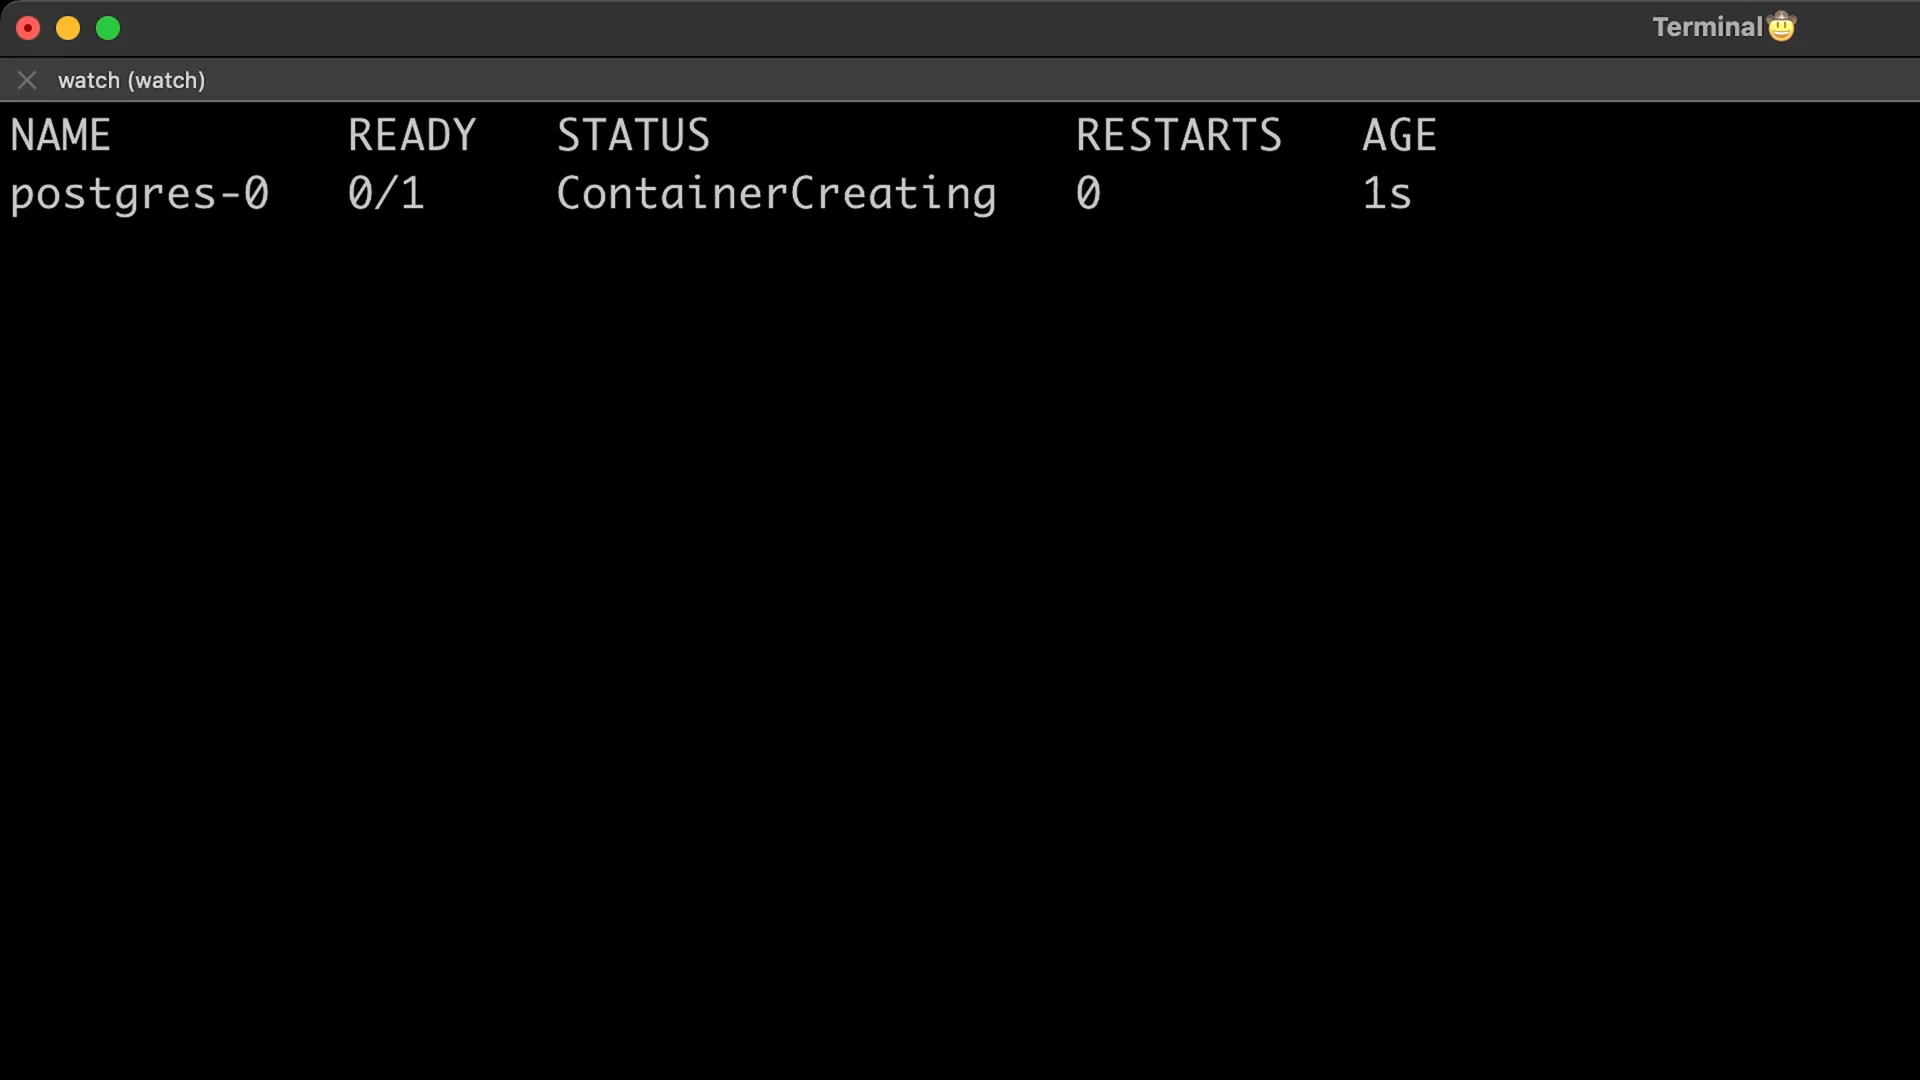 Terminal🤠
watch (watch)
NAME READY STATUS RESTARTS AGE
postgres-0 0/1 ContainerCreating 0 1s